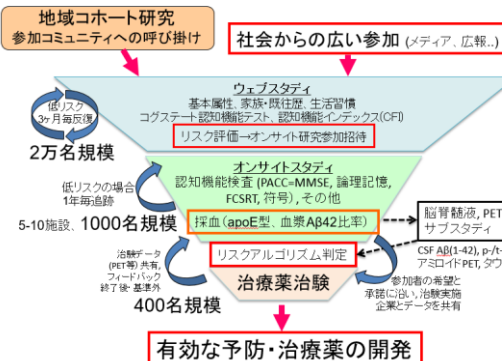 地域コホート研究
参加コミュニティへの呼び掛け
社会からの広い参加 (メディア、広報..)
ウェブスタディ
基本属性、家族・既往歴、生活習慣
コグステート認知機能テスト、認知機能インデックス(CFI)
リスク評価→オンサイト研究参加招待
低リスク
3ヶ月毎反復
2万名規模
オンサイトスタディ
認知機能検査 (PACC=MMSE, 論理記憶,
FCSRT, 符号)、その他
採血(apoE型、血漿Aβ42比率)
低リスクの場合
1年毎追跡
5-10施設、1000名規模
脳脊髄液, PET
サブスタディ
CSF Aβ(1-42), p-/t-
アミロイドPET, タウ
リスクアルゴリズム判定
治験データ
(PET等) 共有,
フィードバック
終了後・基準外
400名規模
治療薬治験
参加者の希望と
承諾に沿い, 治験実施
企業とデータを共有
有効な予防・治療薬の開発